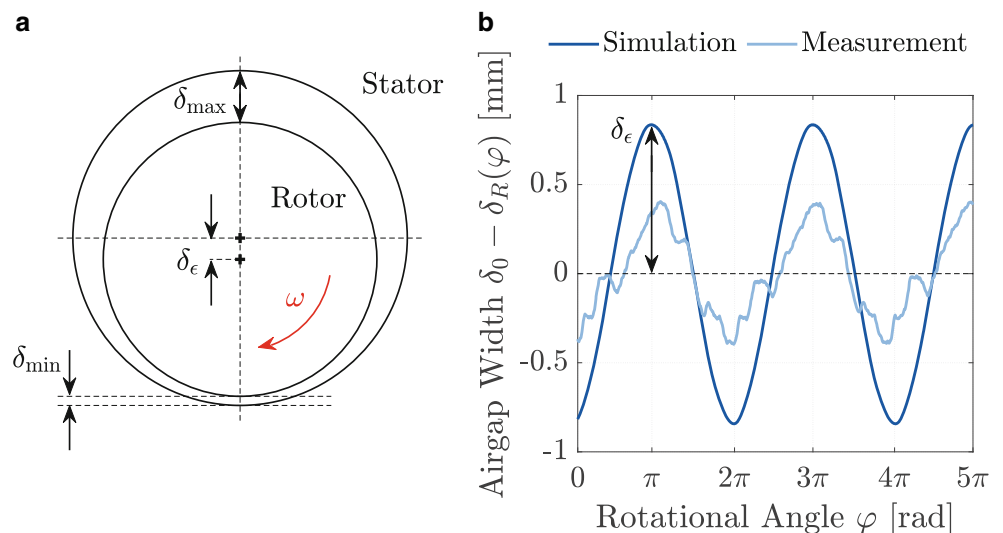 a
Stator
δmax
Rotor
δϵ
ω
δmin
b
Simulation
Measurement
Airgap Width δ0 − δR(φ) [mm]
1
0.5
0
-0.5
-1
δϵ
0
π
2π
3π
4π
5π
Rotational Angle φ [rad]